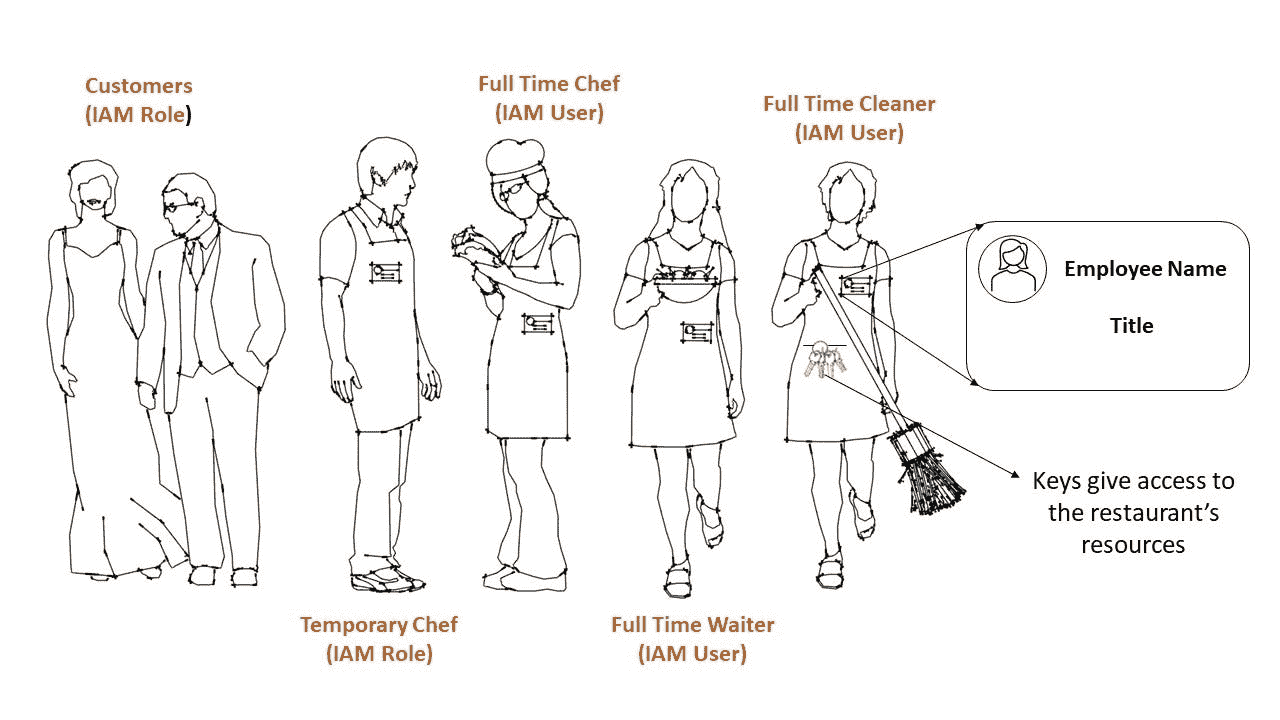 Customers
(IAM Role)
Full Time Chef
(IAM User)
Full Time Cleaner
(IAM User)
Employee Name
Title
Keys give access to
the restaurant's
resources
Temporary Chef
(IAM Role)
Full Time Waiter
(IAM User)